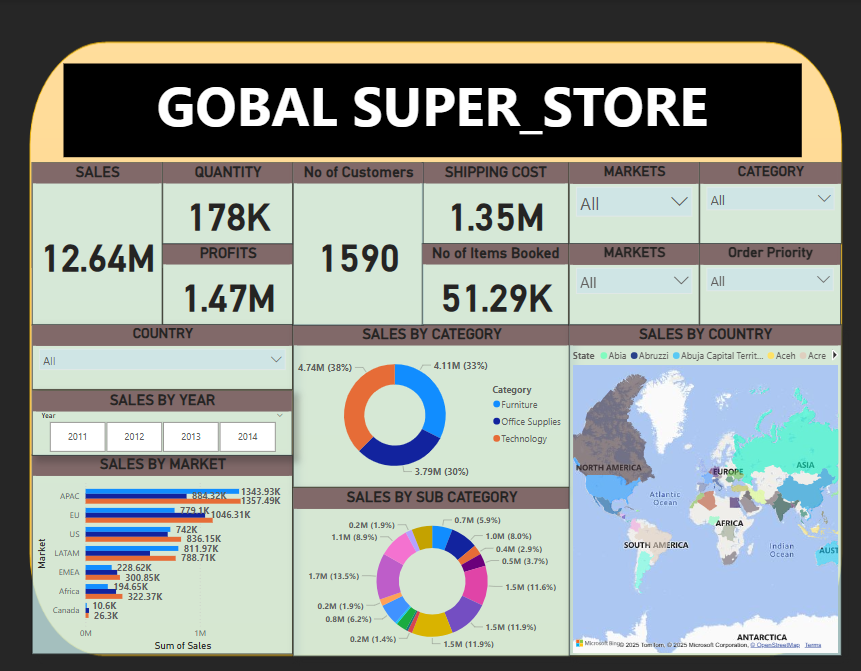 GOBAL SUPER_STORE
SALES
QUANTITY
No of Customers
SHIPPING COST
MARKETS
CATEGORY
12.64M
178K
1590
1.35M
All
All
PROFITS
No of Items Booked
MARKETS
Order Priority
1.47M
51.29K
All
All
COUNTRY
All
SALES BY YEAR
Year
2011
2012
2013
2014
SALES BY MARKET
Market
APAC
1343.93K
884.32K
1357.49K
EU
779.1K
1046.31K
US
742K
836.15K
LATAM
811.97K
788.71K
EMEA
228.62K
300.85K
Africa
194.65K
322.37K
Canada
10.6K
26.3K
0M
1M
Sum of Sales
SALES BY CATEGORY
4.74M (38%)
4.11M (33%)
3.79M (30%)
Category
Furniture
Office Supplies
Technology
SALES BY SUB CATEGORY
0.2M (1.9%)
0.7M (5.9%)
1.1M (8.9%)
1.0M (8.0%)
0.4M (2.9%)
0.5M (3.7%)
1.7M (13.5%)
1.5M (11.6%)
0.2M (1.9%)
0.8M (6.2%)
1.5M (11.9%)
0.2M (1.4%)
1.5M (11.9%)
SALES BY COUNTRY
State Abia Abruzzi Abuja Capital Territ... Aceh Acre
NORTH AMERICA
EUROPE
ASIA
Atlantic
Ocean
AFRICA
SOUTH AMERICA
Indian
Ocean
AUST
ANTARCTICA
Microsoft Bing
© 2025 TomTom, © 2025 Microsoft Corporation, © OpenStreetMap Terms